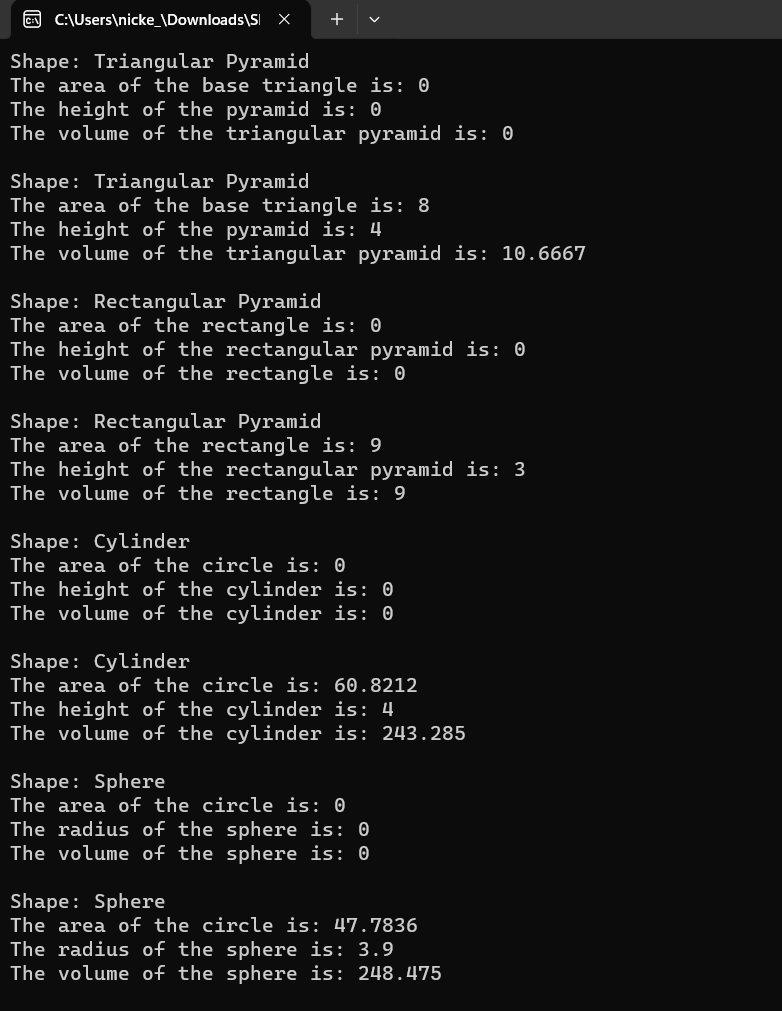 C:\Users\nicke_\Downloads\S
Shape: Triangular Pyramid
The area of the base triangle is: 0
The height of the pyramid is: 0
The volume of the triangular pyramid is: 0
Shape: Triangular Pyramid
The area of the base triangle is: 8
The height of the pyramid is: 4
The volume of the triangular pyramid is: 10.6667
Shape: Rectangular Pyramid
The area of the rectangle is: 0
The height of the rectangular pyramid is: 0
The volume of the rectangle is: 0
Shape: Rectangular Pyramid
The area of the rectangle is: 9
The height of the rectangular pyramid is: 3
The volume of the rectangle is: 9
Shape: Cylinder
The area of the circle is: 0
The height of the cylinder is: 0
The volume of the cylinder is: 0
Shape: Cylinder
The area of the circle is: 60.8212
The height of the cylinder is: 4
The volume of the cylinder is: 243.285
Shape: Sphere
The area of the circle is: 0
The radius of the sphere is: 0
The volume of the sphere is: 0
Shape: Sphere
The area of the circle is: 47.7836
The radius of the sphere is: 3.9
The volume of the sphere is: 248.475